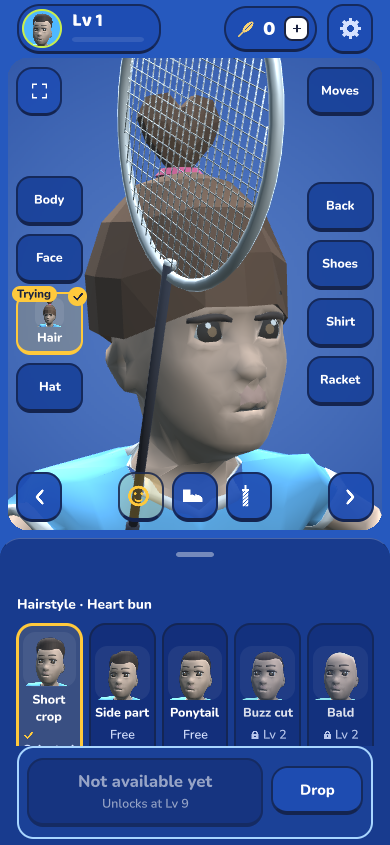 Lv 1
0
+
Moves
Body
Back
Face
Shoes
Trying
Hair
Shirt
Hat
Racket
Hairstyle · Heart bun
Short crop
Side part
Free
Ponytail
Free
Buzz cut
Lv 2
Bald
Lv 2
Not available yet
Unlocks at Lv 9
Drop